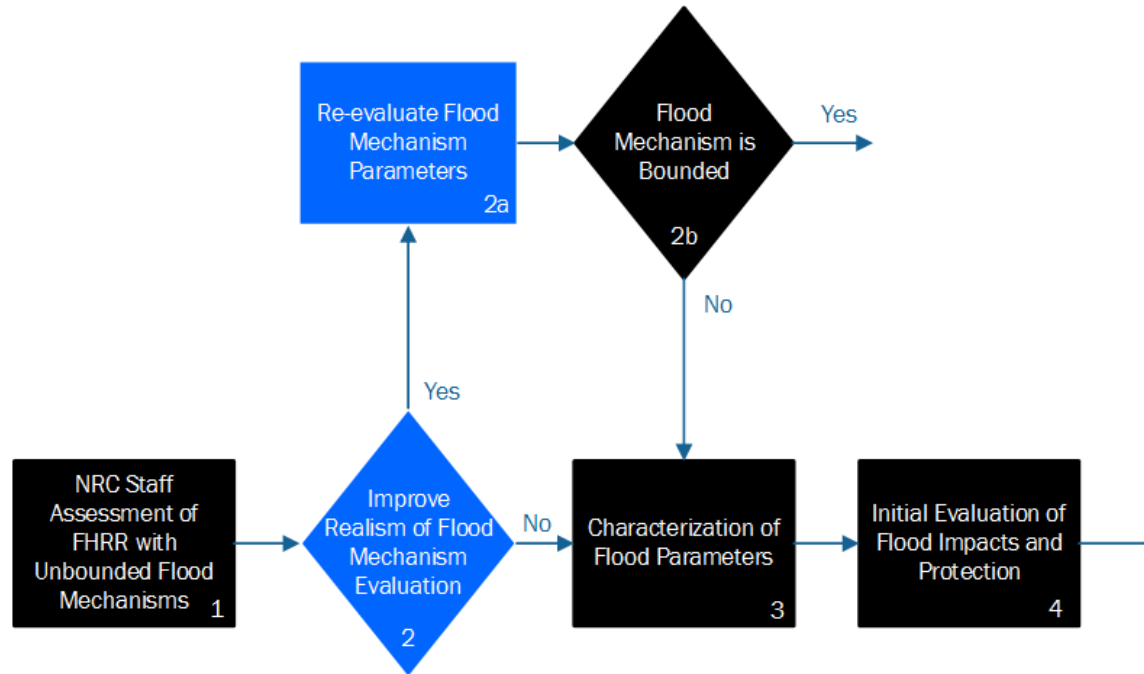 Re-evaluate Flood
Mechanism
Parameters
2a
Flood
Mechanism is
Bounded
2b
Yes
No
Yes
NRC Staff
Assessment of
FHRR with
Unbounded Flood
Mechanisms
1
Improve
Realism of Flood
Mechanism
Evaluation
2
No
Characterization of
Flood Parameters
3
Initial Evaluation of
Flood Impacts and
Protection
4